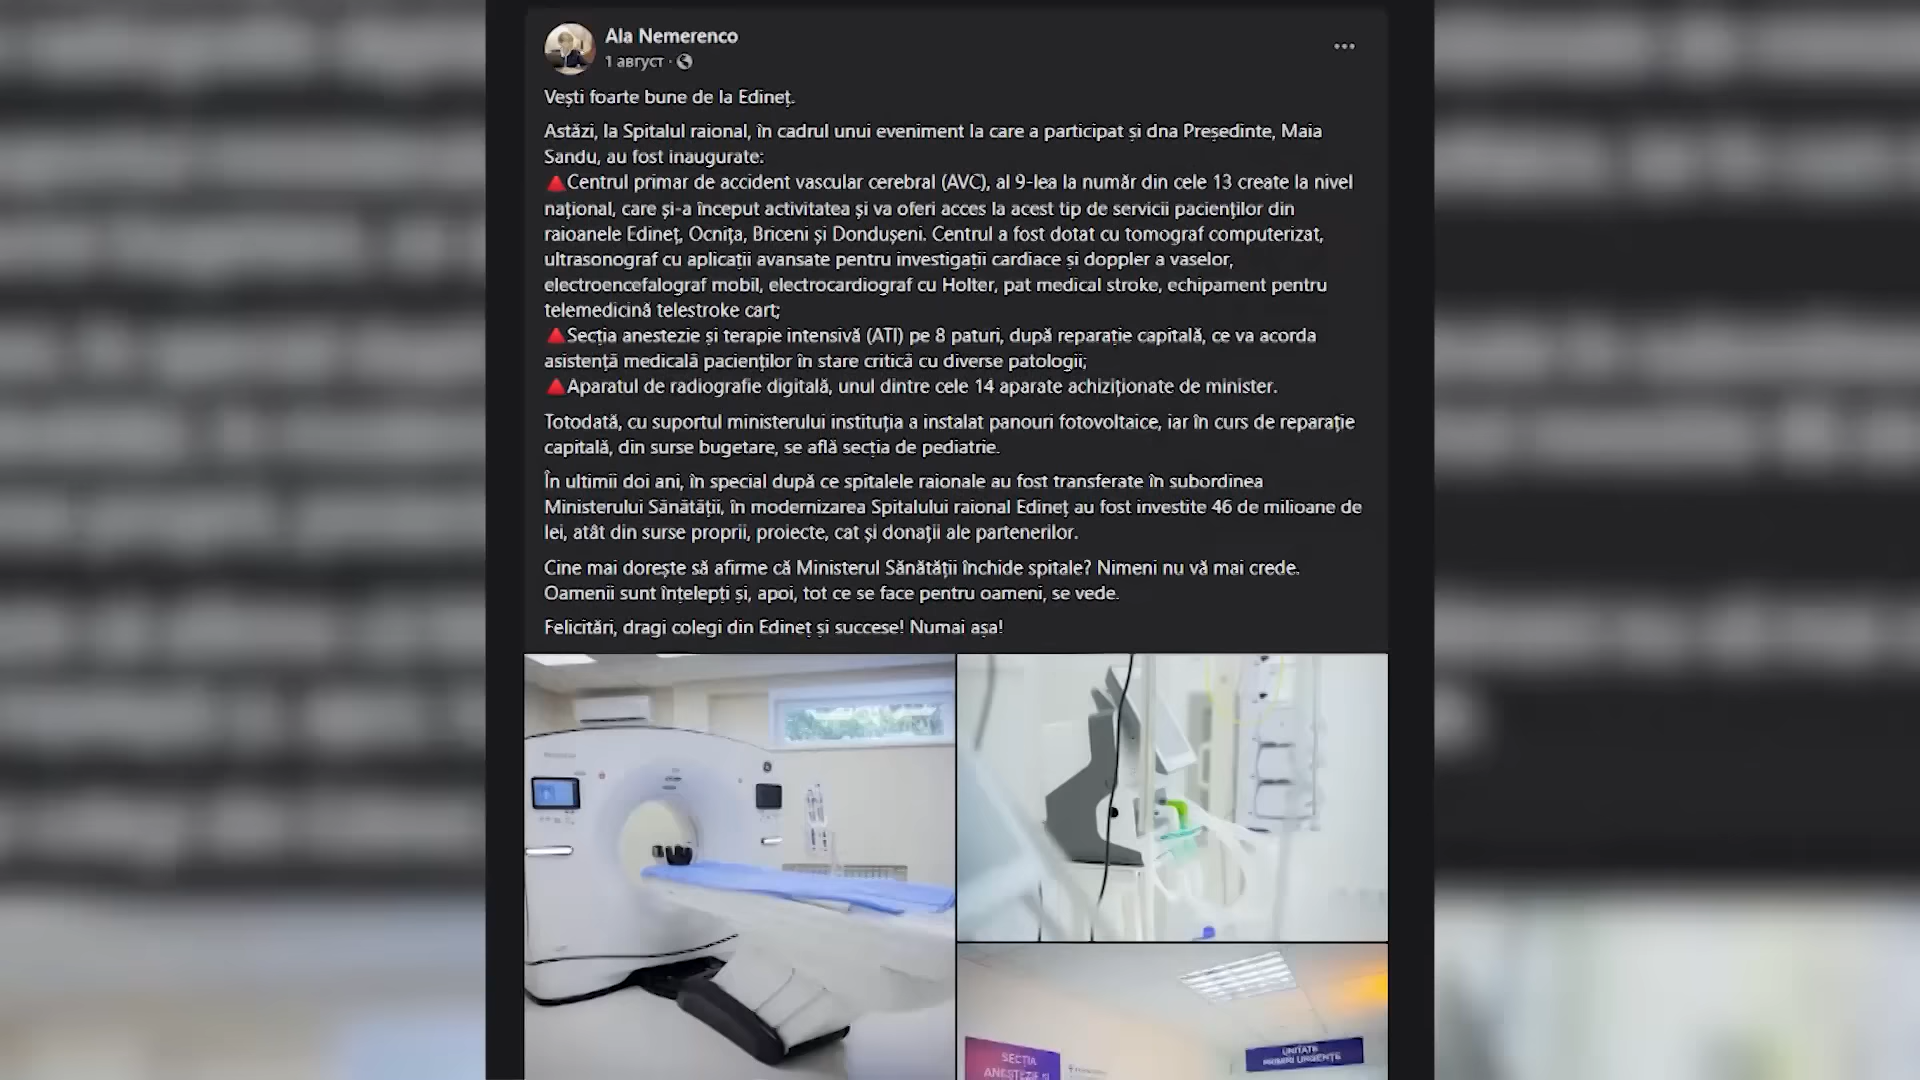 Ala Nemerenco
1 август
Vești foarte bune de la Edineț.
Astăzi, la Spitalul raional, în cadrul unui eveniment la care a participat și dna Președinte, Maia
Sandu, au fost inaugurate:
🔺Centrul primar de accident vascular cerebral (AVC), al 9-lea la număr din cele 13 create la nivel
național, care și-a început activitatea și va oferi acces la acest tip de servicii pacienților din
raioanele Edineț, Ocnița, Briceni și Dondușeni. Centrul a fost dotat cu tomograf computerizat,
ultrasonograf cu aplicații avansate pentru investigații cardiace și doppler a vaselor,
electroencefalograf mobil, electrocardiograf cu Holter, pat medical stroke, echipament pentru
telemedicină telestroke cart;
🔺Secția anestezie și terapie intensivă (ATI) pe 8 paturi, după reparație capitală, ce va acorda
asistență medicală pacienților în stare critică cu diverse patologii;
🔺Aparatul de radiografie digitală, unul dintre cele 14 aparate achiziționate de minister.
Totodată, cu suportul ministerului instituția a instalat panouri fotovoltaice, iar în curs de reparație
capitală, din surse bugetare, se află secția de pediatrie.
În ultimii doi ani, în special după ce spitalele raionale au fost transferate în subordinea
Ministerului Sănătății, în modernizarea Spitalului raional Edineț au fost investite 46 de milioane de
lei, atât din surse proprii, proiecte, cat și donații ale partenerilor.
Cine mai dorește să afirme că Ministerul Sănătății închide spitale? Nimeni nu vă mai crede.
Oamenii sunt înțelepți și, apoi, tot ce se face pentru oameni, se vede.
Felicitări, dragi colegi din Edineț și succese! Numai așa!
SECȚIA
ANESTEZIE ȘI
UNITATE
PRIMIRI URGENȚE